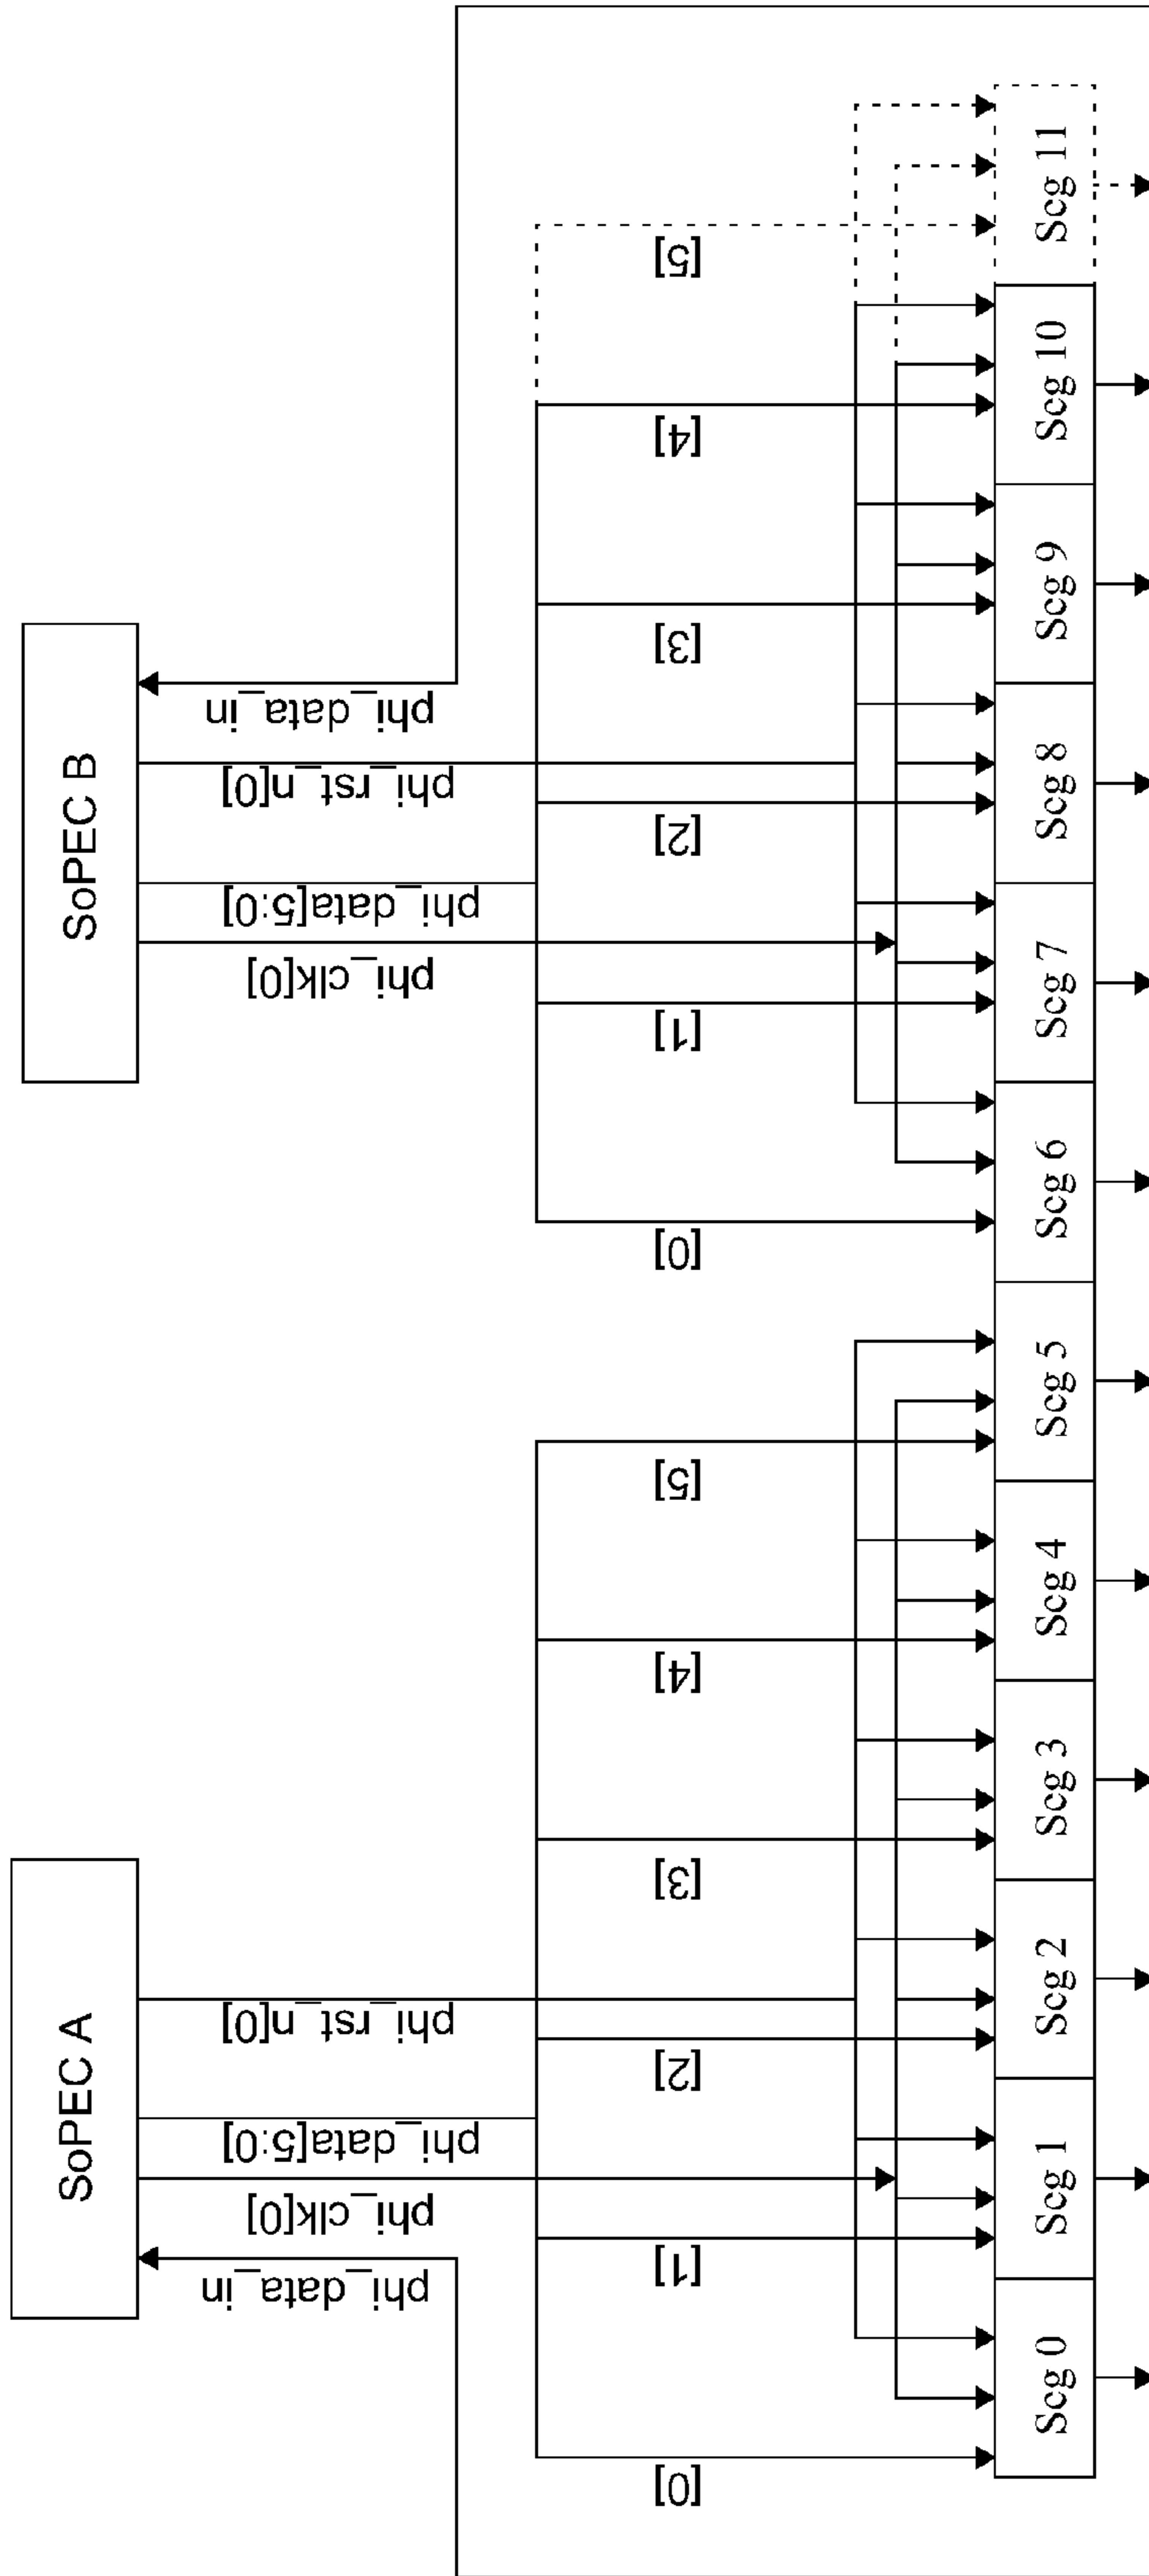 SoPEC A
SoPEC B
phi_data_in
phi_clk[0]
phi_data[5:0]
phi_rst_n[0]
phi_clk[0]
phi_data[5:0]
phi_rst_n[0]
phi_data_in
[0]
[1]
[2]
[3]
[4]
[5]
[0]
[1]
[2]
[3]
[4]
[5]
Scg 0
Scg 1
Scg 2
Scg 3
Scg 4
Scg 5
Scg 6
Scg 7
Scg 8
Scg 9
Scg 10
Scg 11